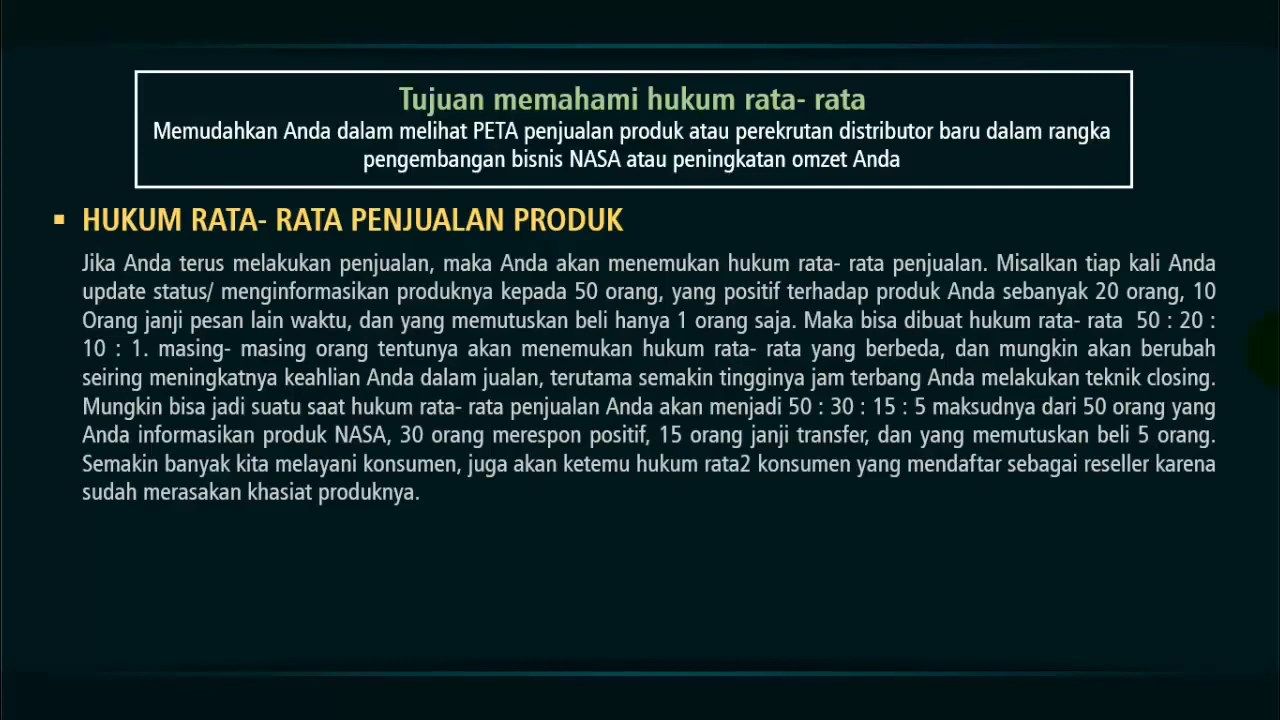 Tujuan memahami hukum rata- rata
Memudahkan Anda dalam melihat PETA penjualan produk atau perekrutan distributor baru dalam rangka
pengembangan bisnis NASA atau peningkatan omzet Anda
▪ HUKUM RATA- RATA PENJUALAN PRODUK
Jika Anda terus melakukan penjualan, maka Anda akan menemukan hukum rata- rata penjualan. Misalkan tiap kali Anda
update status/ menginformasikan produknya kepada 50 orang, yang positif terhadap produk Anda sebanyak 20 orang, 10
Orang janji pesan lain waktu, dan yang memutuskan beli hanya 1 orang saja. Maka bisa dibuat hukum rata- rata 50 : 20 :
10 : 1. masing- masing orang tentunya akan menemukan hukum rata- rata yang berbeda, dan mungkin akan berubah
seiring meningkatnya keahlian Anda dalam jualan, terutama semakin tingginya jam terbang Anda melakukan teknik closing.
Mungkin bisa jadi suatu saat hukum rata- rata penjualan Anda akan menjadi 50 : 30 : 15 : 5 maksudnya dari 50 orang yang
Anda informasikan produk NASA, 30 orang merespon positif, 15 orang janji transfer, dan yang memutuskan beli 5 orang.
Semakin banyak kita melayani konsumen, juga akan ketemu hukum rata2 konsumen yang mendaftar sebagai reseller karena
sudah merasakan khasiat produknya.